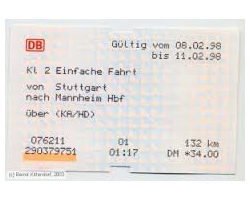 DB Gültig vom 08.02.98
bis 11.02.98
Kl 2 Einfache Fahrt
von Stuttgart
nach Mannheim Hbf
über (KA/HD)
076211 01 132 km
290379751 01:17 DM *34.00
(c) Bernd Kittendorf, 2003